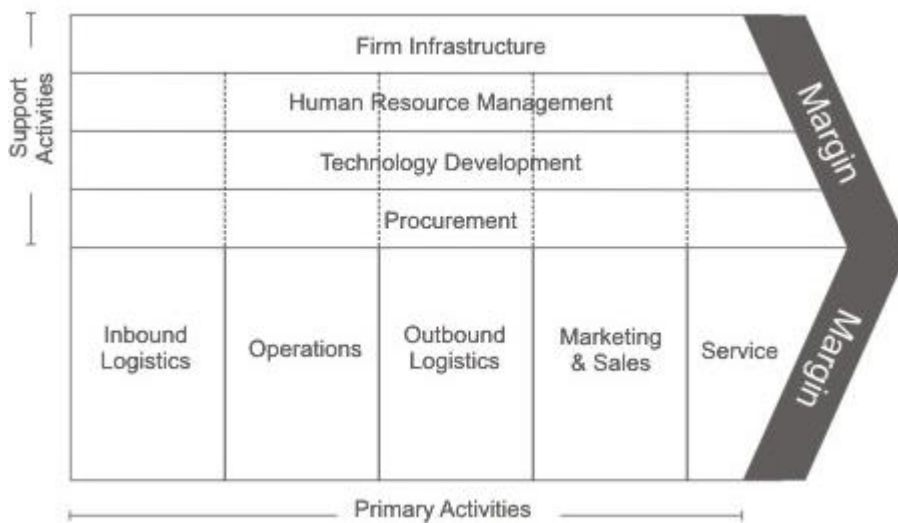 Support
Activities
Firm Infrastructure
Human Resource Management
Technology Development
Procurement
Margin
Inbound
Logistics
Operations
Outbound
Logistics
Marketing
& Sales
Service
Margin
Primary Activities